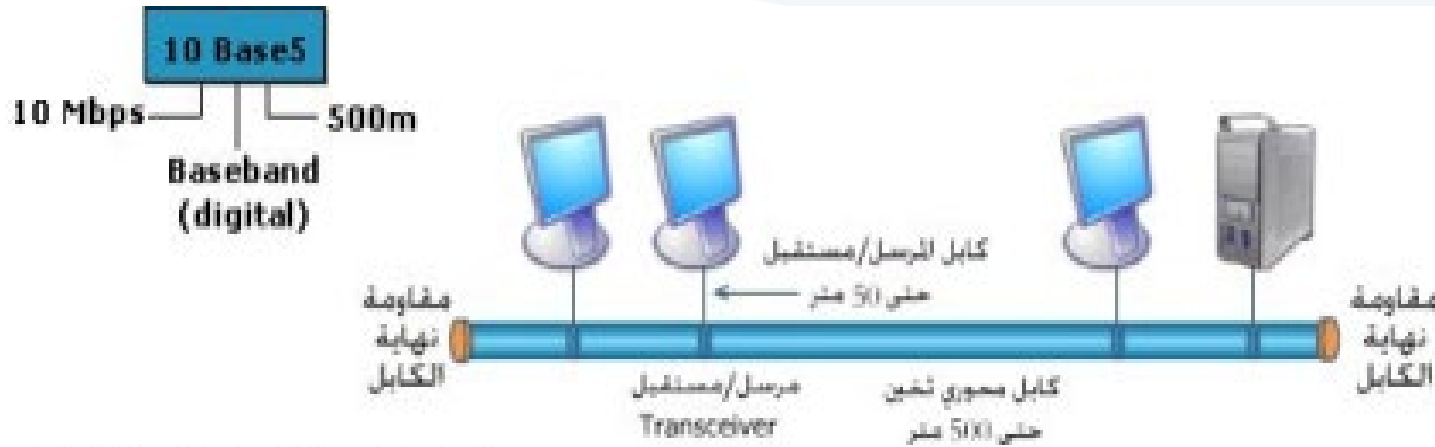 10 Base5
10 Mbps
500m
Baseband
(digital)
كابل المرسل/مستقبل
حتى 50 متر
مقاومة
نهاية
الكابل
مرسل/مستقبل
Transceiver
كابل محوري ثخين
حتى 500 متر
مقاومة
نهاية
الكابل